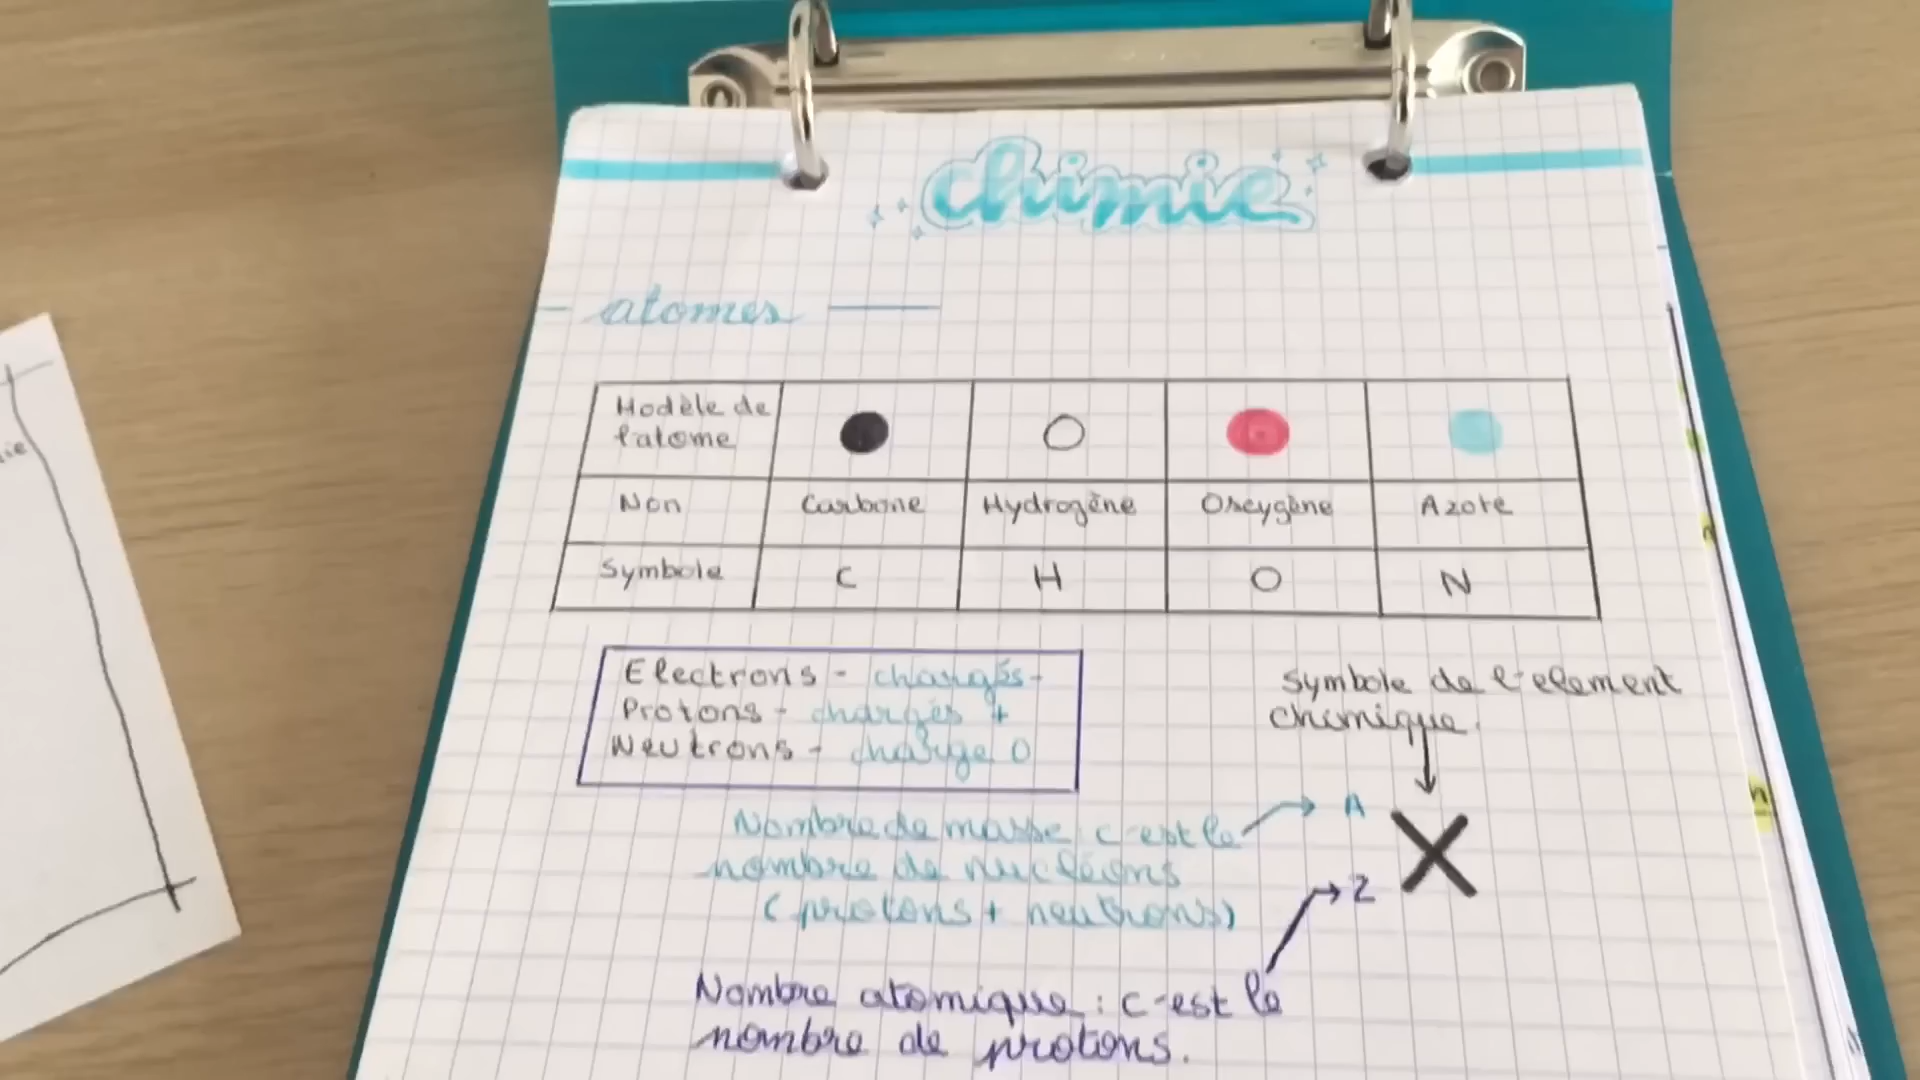 chimie
atomes
Modèle de
l'atome
Non Carbone Hydrogène Oxygène Azote
Symbole C H O N
Electrons - chargés -
Protons - chargés +
Neutrons - charge 0
symbole de l'element
chimique.
Nombre de masse : c'est le A
nombre de nucléons
X
(protons + neutrons)
Z
Nombre atomique : c'est le
nombre de protons.